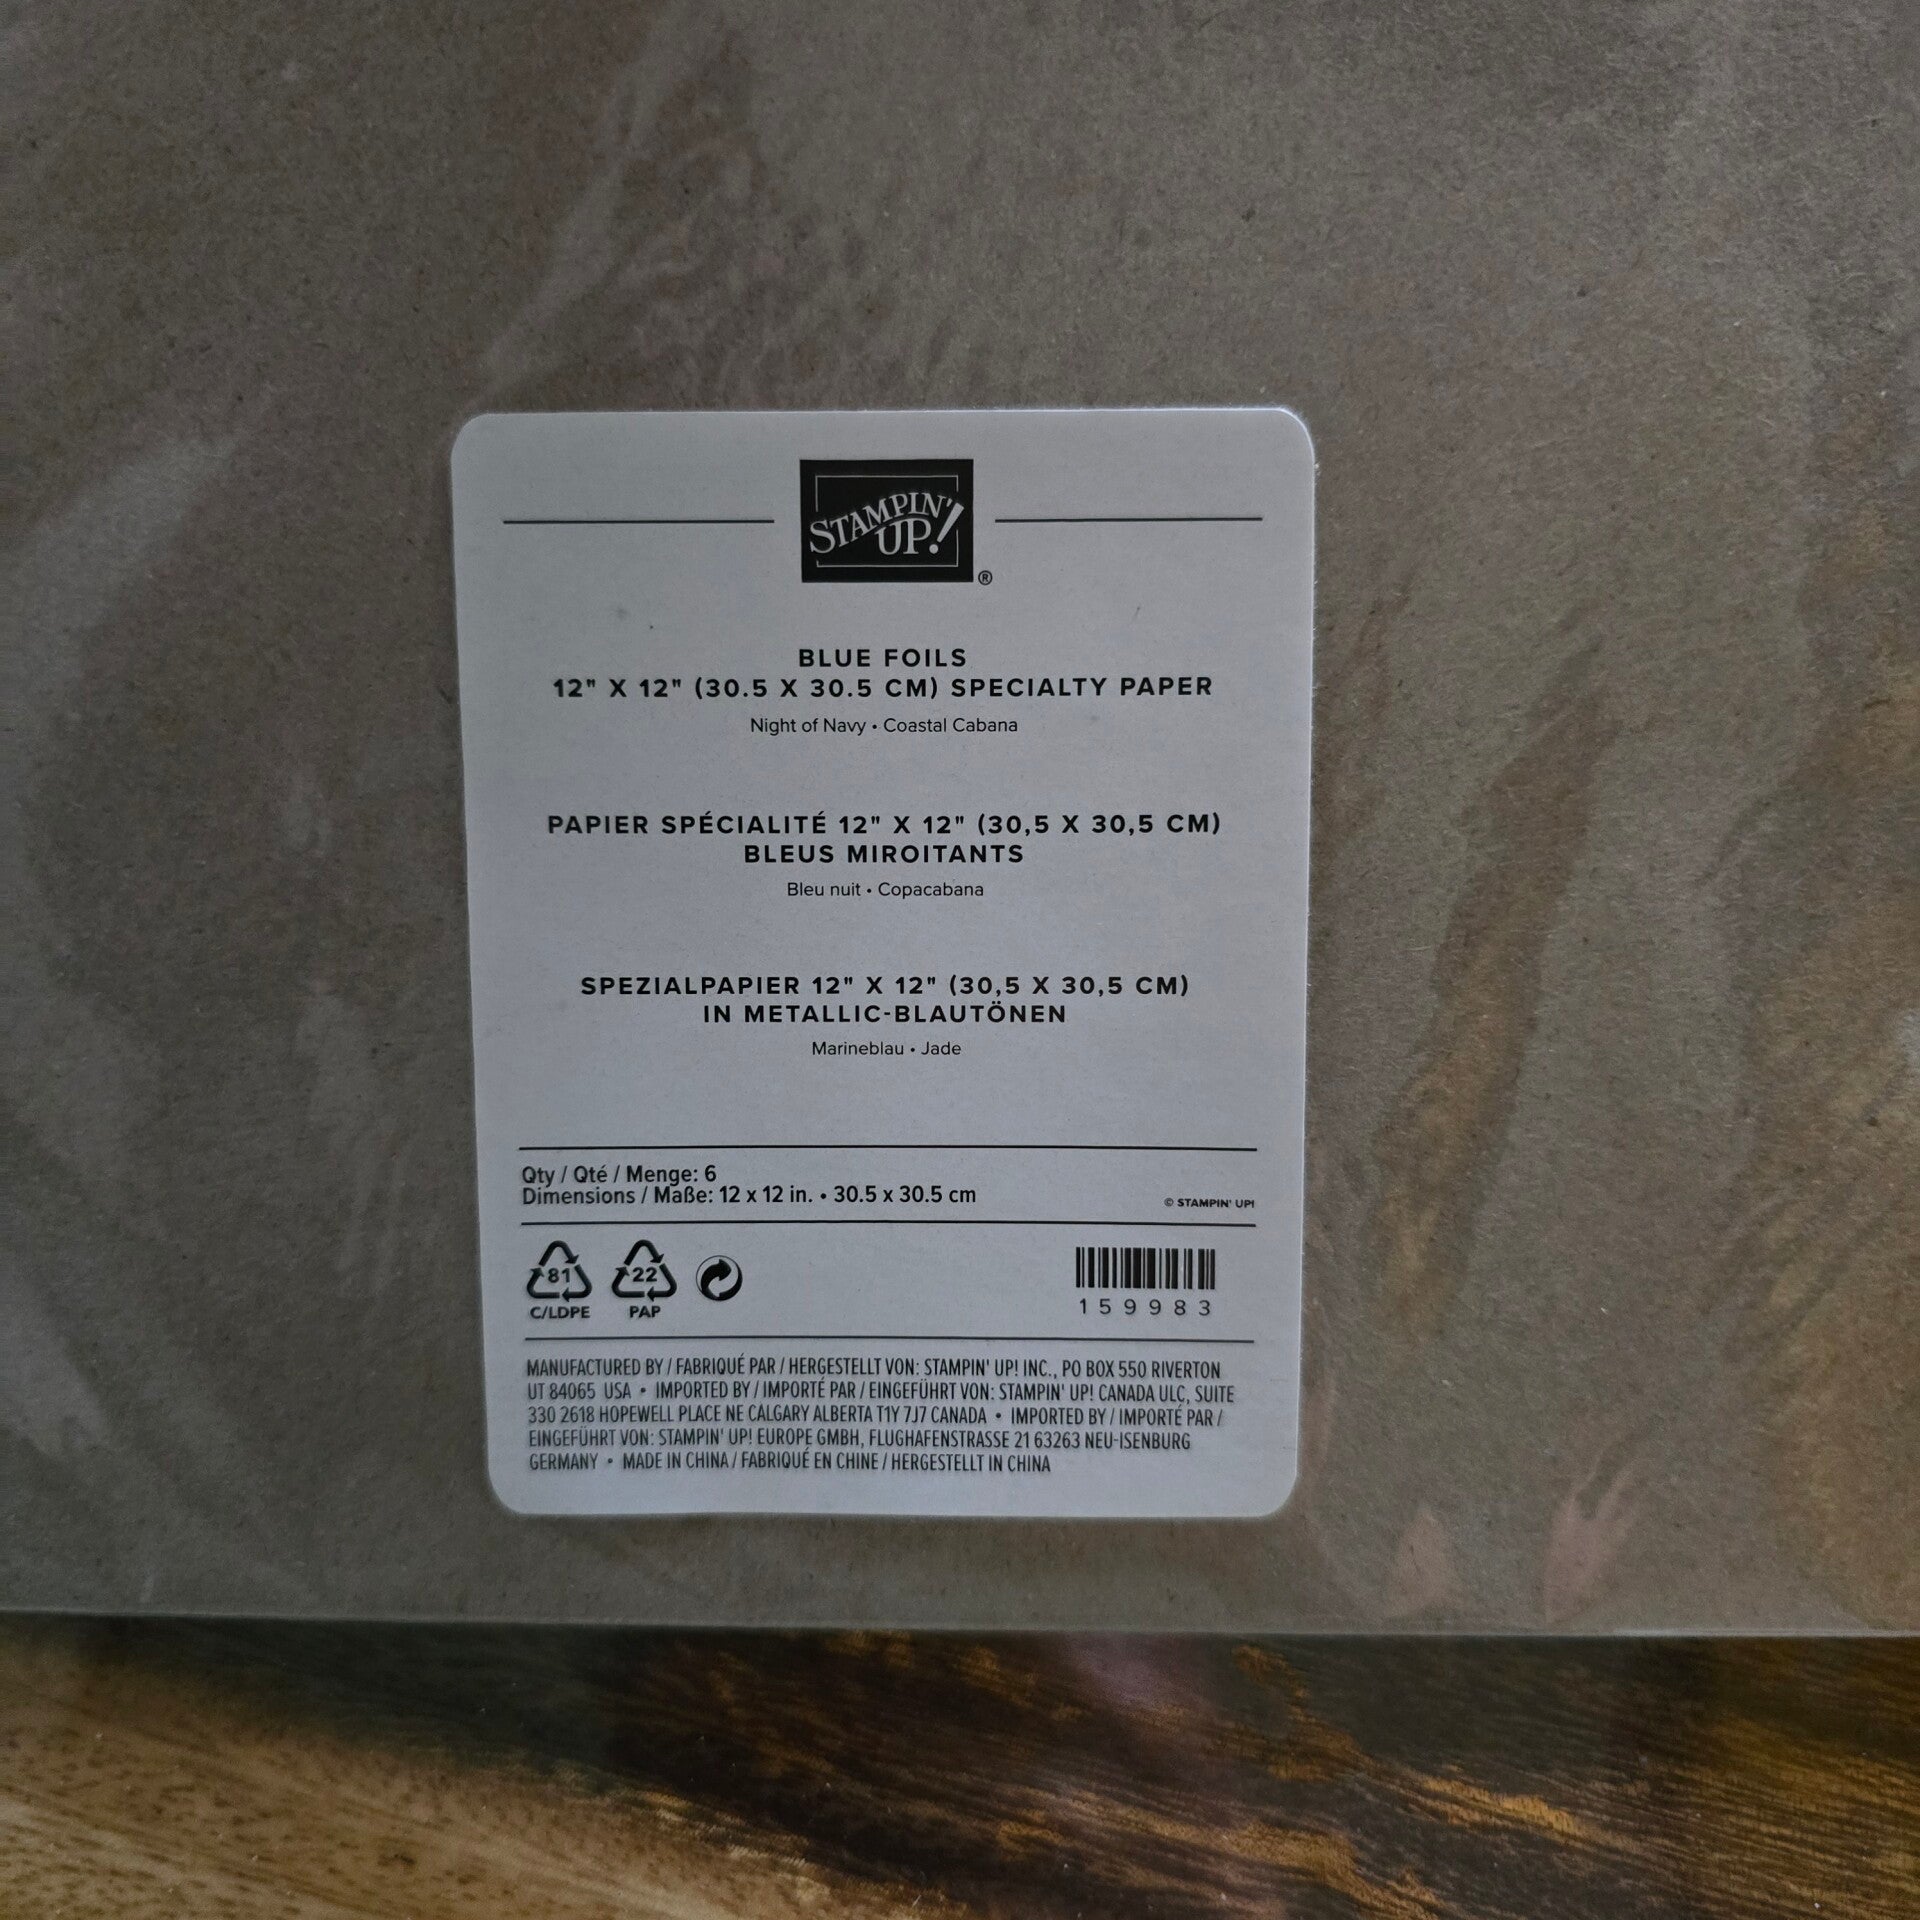 STAMPIN' UP!®
BLUE FOILS
12" X 12" (30.5 X 30.5 CM) SPECIALTY PAPER
Night of Navy • Coastal Cabana
PAPIER SPÉCIALITÉ 12" X 12" (30,5 X 30,5 CM)
BLEUS MIROITANTS
Bleu nuit • Copacabana
SPEZIALPAPIER 12" X 12" (30,5 X 30,5 CM)
IN METALLIC-BLAUTÖNEN
Marineblau • Jade
Qty / Qté / Menge: 6
Dimensions / Maße: 12 x 12 in. • 30.5 x 30.5 cm
© STAMPIN' UP!
81 22
C/LDPE PAP
159983
MANUFACTURED BY / FABRIQUÉ PAR / HERGESTELLT VON: STAMPIN' UP! INC., PO BOX 550 RIVERTON
UT 84065 USA • IMPORTED BY / IMPORTÉ PAR / EINGEFÜHRT VON: STAMPIN' UP! CANADA ULC, SUITE
330 2618 HOPEWELL PLACE NE CALGARY ALBERTA T1Y 7J7 CANADA • IMPORTED BY / IMPORTÉ PAR /
EINGEFÜHRT VON: STAMPIN' UP! EUROPE GMBH, FLUGHAFENSTRASSE 21 63263 NEU-ISENBURG
GERMANY • MADE IN CHINA / FABRIQUÉ EN CHINE / HERGESTELLT IN CHINA